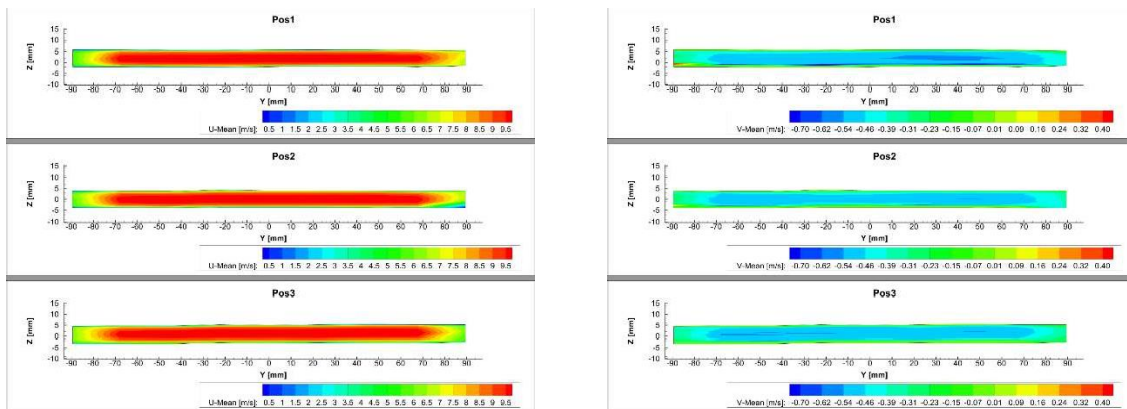 Pos1
15
10
5
0
-5
-10
Z [mm]
-90 -80 -70 -60 -50 -40 -30 -20 -10 0 10 20 30 40 50 60 70 80 90
Y [mm]
U-Mean [m/s]: 0.5 1 1.5 2 2.5 3 3.5 4 4.5 5 5.5 6 6.5 7 7.5 8 8.5 9 9.5
Pos2
15
10
5
0
-5
-10
Z [mm]
-90 -80 -70 -60 -50 -40 -30 -20 -10 0 10 20 30 40 50 60 70 80 90
Y [mm]
U-Mean [m/s]: 0.5 1 1.5 2 2.5 3 3.5 4 4.5 5 5.5 6 6.5 7 7.5 8 8.5 9 9.5
Pos3
15
10
5
0
-5
-10
Z [mm]
-90 -80 -70 -60 -50 -40 -30 -20 -10 0 10 20 30 40 50 60 70 80 90
Y [mm]
U-Mean [m/s]: 0.5 1 1.5 2 2.5 3 3.5 4 4.5 5 5.5 6 6.5 7 7.5 8 8.5 9 9.5
Pos1
15
10
5
0
-5
-10
Z [mm]
-90 -80 -70 -60 -50 -40 -30 -20 -10 0 10 20 30 40 50 60 70 80 90
Y [mm]
V-Mean [m/s]: -0.70 -0.62 -0.54 -0.46 -0.39 -0.31 -0.23 -0.15 -0.07 0.01 0.09 0.16 0.24 0.32 0.40
Pos2
15
10
5
0
-5
-10
Z [mm]
-90 -80 -70 -60 -50 -40 -30 -20 -10 0 10 20 30 40 50 60 70 80 90
Y [mm]
V-Mean [m/s]: -0.70 -0.62 -0.54 -0.46 -0.39 -0.31 -0.23 -0.15 -0.07 0.01 0.09 0.16 0.24 0.32 0.40
Pos3
15
10
5
0
-5
-10
Z [mm]
-90 -80 -70 -60 -50 -40 -30 -20 -10 0 10 20 30 40 50 60 70 80 90
Y [mm]
V-Mean [m/s]: -0.70 -0.62 -0.54 -0.46 -0.39 -0.31 -0.23 -0.15 -0.07 0.01 0.09 0.16 0.24 0.32 0.40